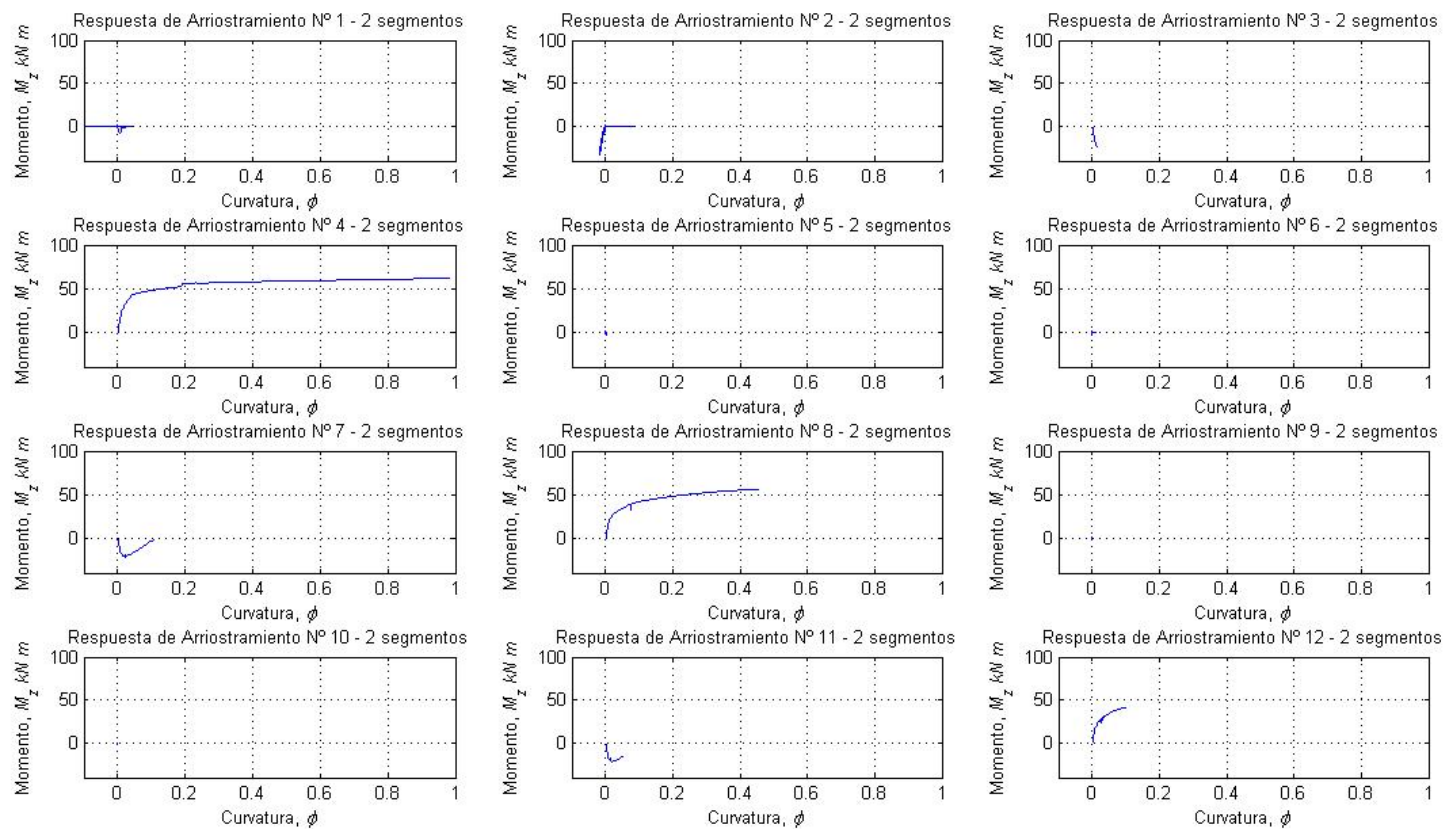 Respuesta de Arriostramiento Nº 1 - 2 segmentos
Momento, M_z kN m
100
50
0
0 0.2 0.4 0.6 0.8 1
Curvatura, ϕ
Respuesta de Arriostramiento Nº 2 - 2 segmentos
Momento, M_z kN m
100
50
0
0 0.2 0.4 0.6 0.8 1
Curvatura, ϕ
Respuesta de Arriostramiento Nº 3 - 2 segmentos
Momento, M_z kN m
100
50
0
0 0.2 0.4 0.6 0.8 1
Curvatura, ϕ
Respuesta de Arriostramiento Nº 4 - 2 segmentos
Momento, M_z kN m
100
50
0
0 0.2 0.4 0.6 0.8 1
Curvatura, ϕ
Respuesta de Arriostramiento Nº 5 - 2 segmentos
Momento, M_z kN m
100
50
0
0 0.2 0.4 0.6 0.8 1
Curvatura, ϕ
Respuesta de Arriostramiento Nº 6 - 2 segmentos
Momento, M_z kN m
100
50
0
0 0.2 0.4 0.6 0.8 1
Curvatura, ϕ
Respuesta de Arriostramiento Nº 7 - 2 segmentos
Momento, M_z kN m
100
50
0
0 0.2 0.4 0.6 0.8 1
Curvatura, ϕ
Respuesta de Arriostramiento Nº 8 - 2 segmentos
Momento, M_z kN m
100
50
0
0 0.2 0.4 0.6 0.8 1
Curvatura, ϕ
Respuesta de Arriostramiento Nº 9 - 2 segmentos
Momento, M_z kN m
100
50
0
0 0.2 0.4 0.6 0.8 1
Curvatura, ϕ
Respuesta de Arriostramiento Nº 10 - 2 segmentos
Momento, M_z kN m
100
50
0
0 0.2 0.4 0.6 0.8 1
Curvatura, ϕ
Respuesta de Arriostramiento Nº 11 - 2 segmentos
Momento, M_z kN m
100
50
0
0 0.2 0.4 0.6 0.8 1
Curvatura, ϕ
Respuesta de Arriostramiento Nº 12 - 2 segmentos
Momento, M_z kN m
100
50
0
0 0.2 0.4 0.6 0.8 1
Curvatura, ϕ